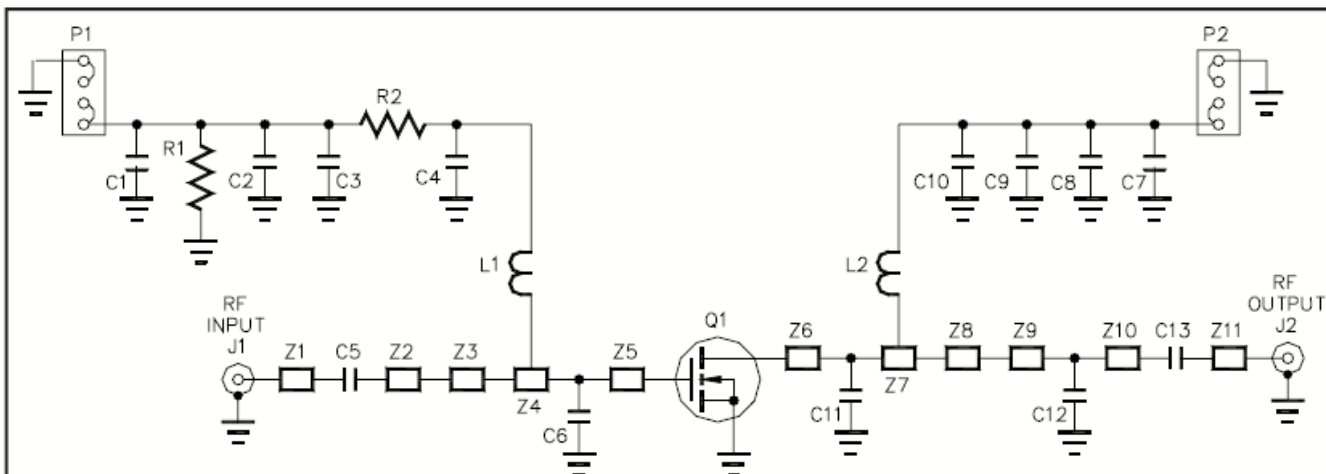 P1
P2
R2
R1
C1
C2
C3
C4
C10
C9
C8
C7
L1
L2
RF
INPUT
J1
Z1
C5
Z2
Z3
Z4
C6
Z5
Q1
Z6
C11
Z7
Z8
Z9
C12
Z10
C13
Z11
RF
OUTPUT
J2